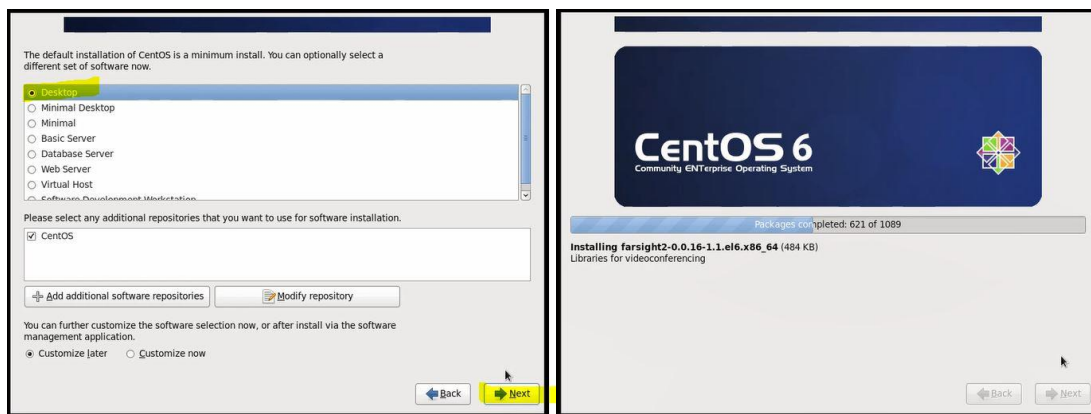 The default installation of CentOS is a minimum install. You can optionally select a
different set of software now.
Desktop
Minimal Desktop
Minimal
Basic Server
Database Server
Web Server
Virtual Host
Software Development Workstation
Please select any additional repositories that you want to use for software installation.
CentOS
Add additional software repositories
Modify repository
You can further customize the software selection now, or after install via the software
management application.
Customize later
Customize now
Back
Next
CentOS 6
Community ENTerprise Operating System
Packages completed: 621 of 1089
Installing farsight2-0.0.16-1.1.el6.x86_64 (484 KB)
Libraries for videoconferencing
Back
Next